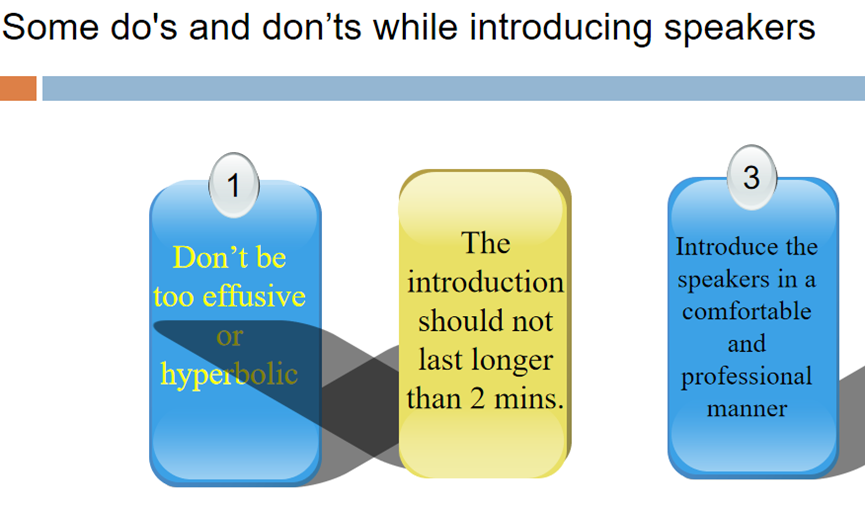 Some do's and don’ts while introducing speakers
1
Don’t be
too effusive
or
hyperbolic
The
introduction
should not
last longer
than 2 mins.
3
Introduce the
speakers in a
comfortable
and
professional
manner